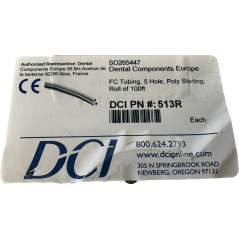 Authorized Representive: Dental
Components Europe 66 Bis Avenue de
la lanterne 06200 Nice, France
SO265447
Dental Components Europe
FC Tubing, 5 Hole, Poly Sterling;
Roll of 100ft
DCI PN #: 513R
Each
CE
DCI
800.624.2793
www.dcionline.com
305 N SPRINGBROOK ROAD
NEWBERG, OREGON 97132